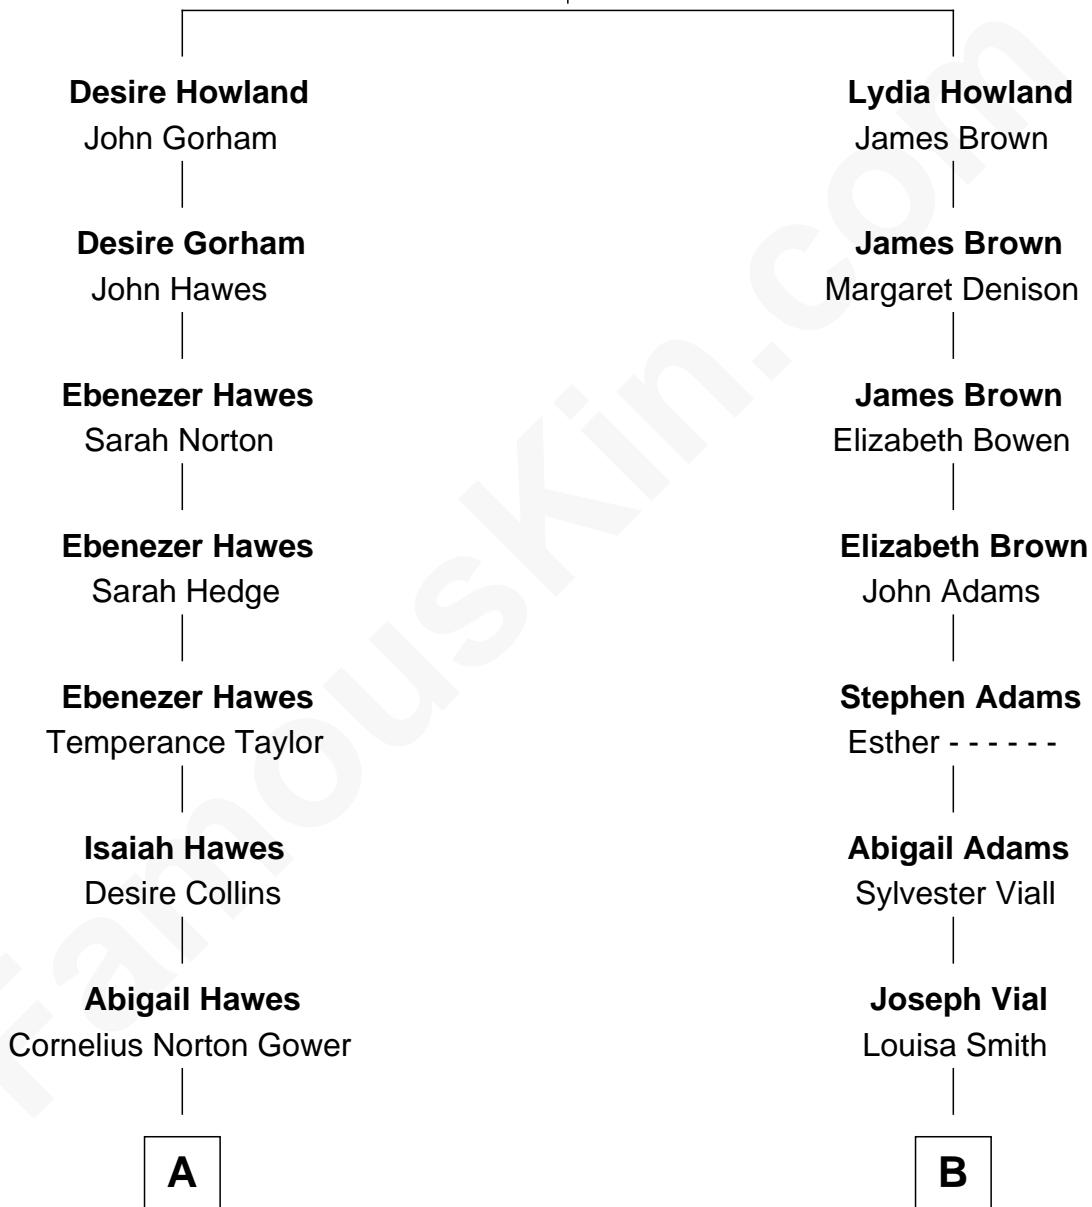 Desire Howland
John Gorham
Desire Gorham
John Hawes
Ebenezer Hawes
Sarah Norton
Ebenezer Hawes
Sarah Hedge
Ebenezer Hawes
Temperance Taylor
Isaiah Hawes
Desire Collins
Abigail Hawes
Cornelius Norton Gower
A
Lydia Howland
James Brown
James Brown
Margaret Denison
James Brown
Elizabeth Bowen
Elizabeth Brown
John Adams
Stephen Adams
Esther - - - - - -
Abigail Adams
Sylvester Viall
Joseph Vial
Louisa Smith
B
FamousKin.com